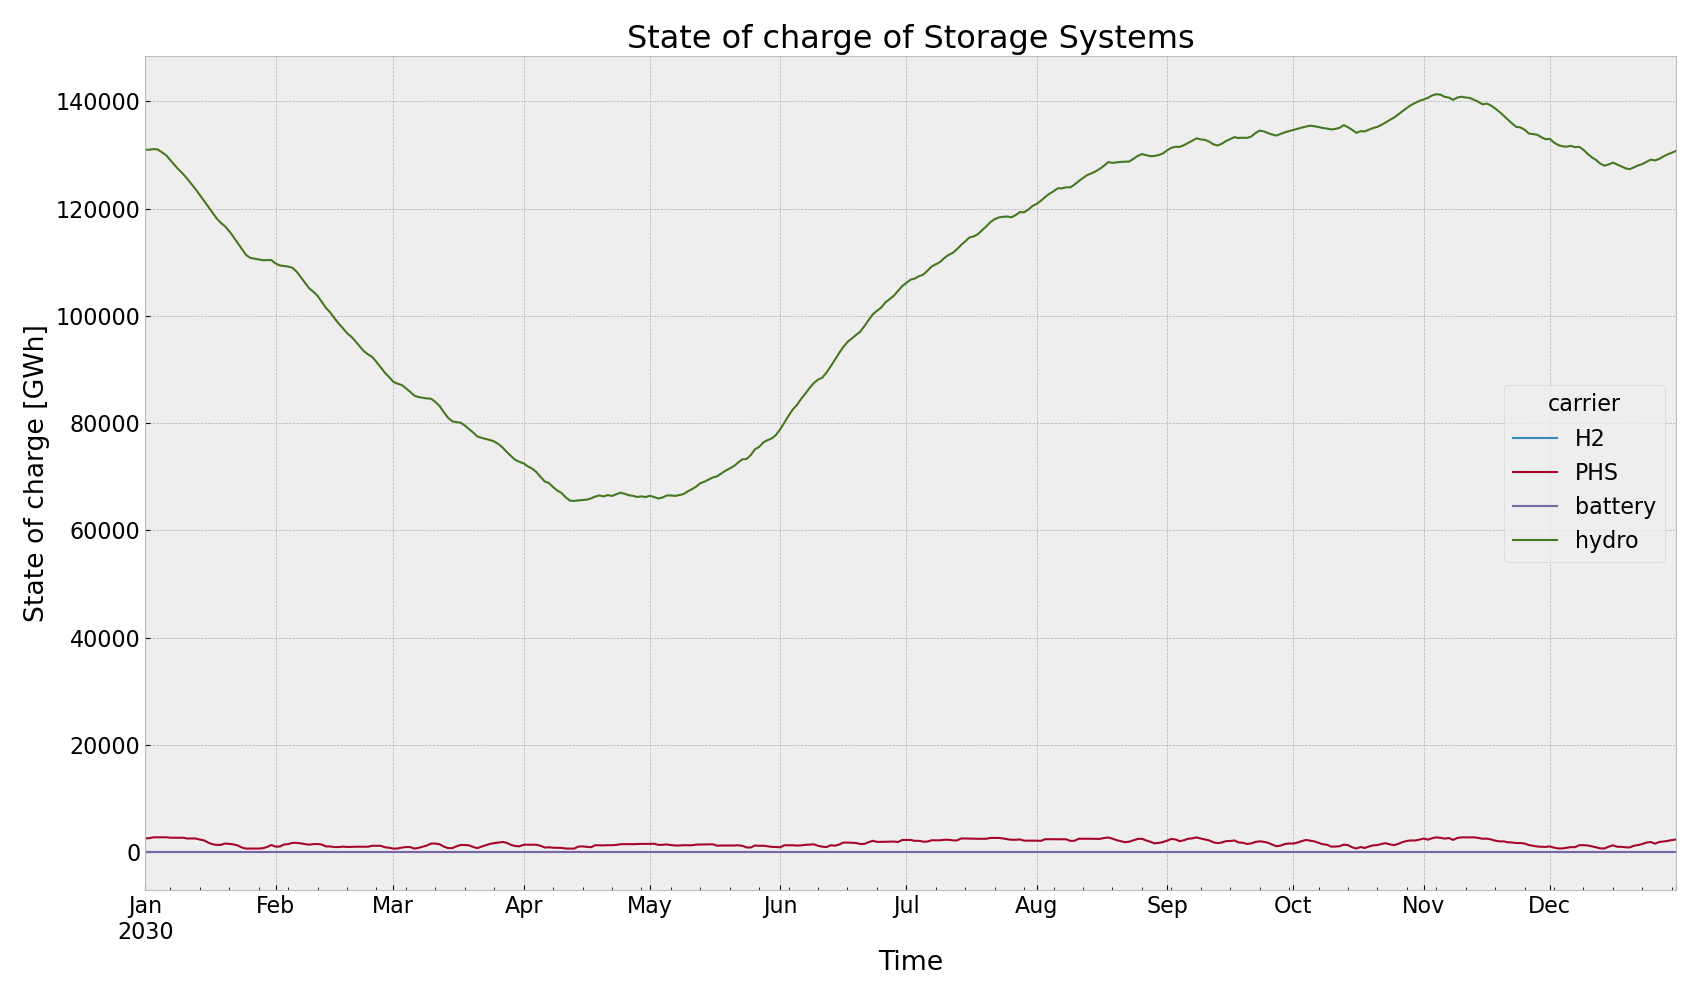 State of charge of Storage Systems
State of charge [GWh]
140000
120000
100000
80000
60000
40000
20000
0
carrier
H2
PHS
battery
hydro
Jan Feb Mar Apr May Jun Jul Aug Sep Oct Nov Dec
2030
Time